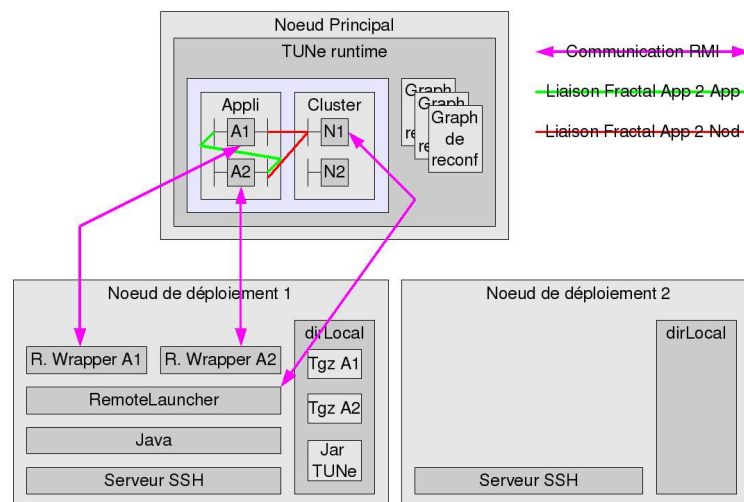 Noeud Principal
TUNe runtime
Appli
Cluster
A1
A2
N1
N2
Graph
Graph
Graph
de
reconf
Communication RMI
Liaison Fractal App 2 App
Liaison Fractal App 2 Nod
Noeud de déploiement 1
R. Wrapper A1
R. Wrapper A2
RemoteLauncher
Java
Serveur SSH
dirLocal
Tgz A1
Tgz A2
Jar
TUNe
Noeud de déploiement 2
dirLocal
Serveur SSH